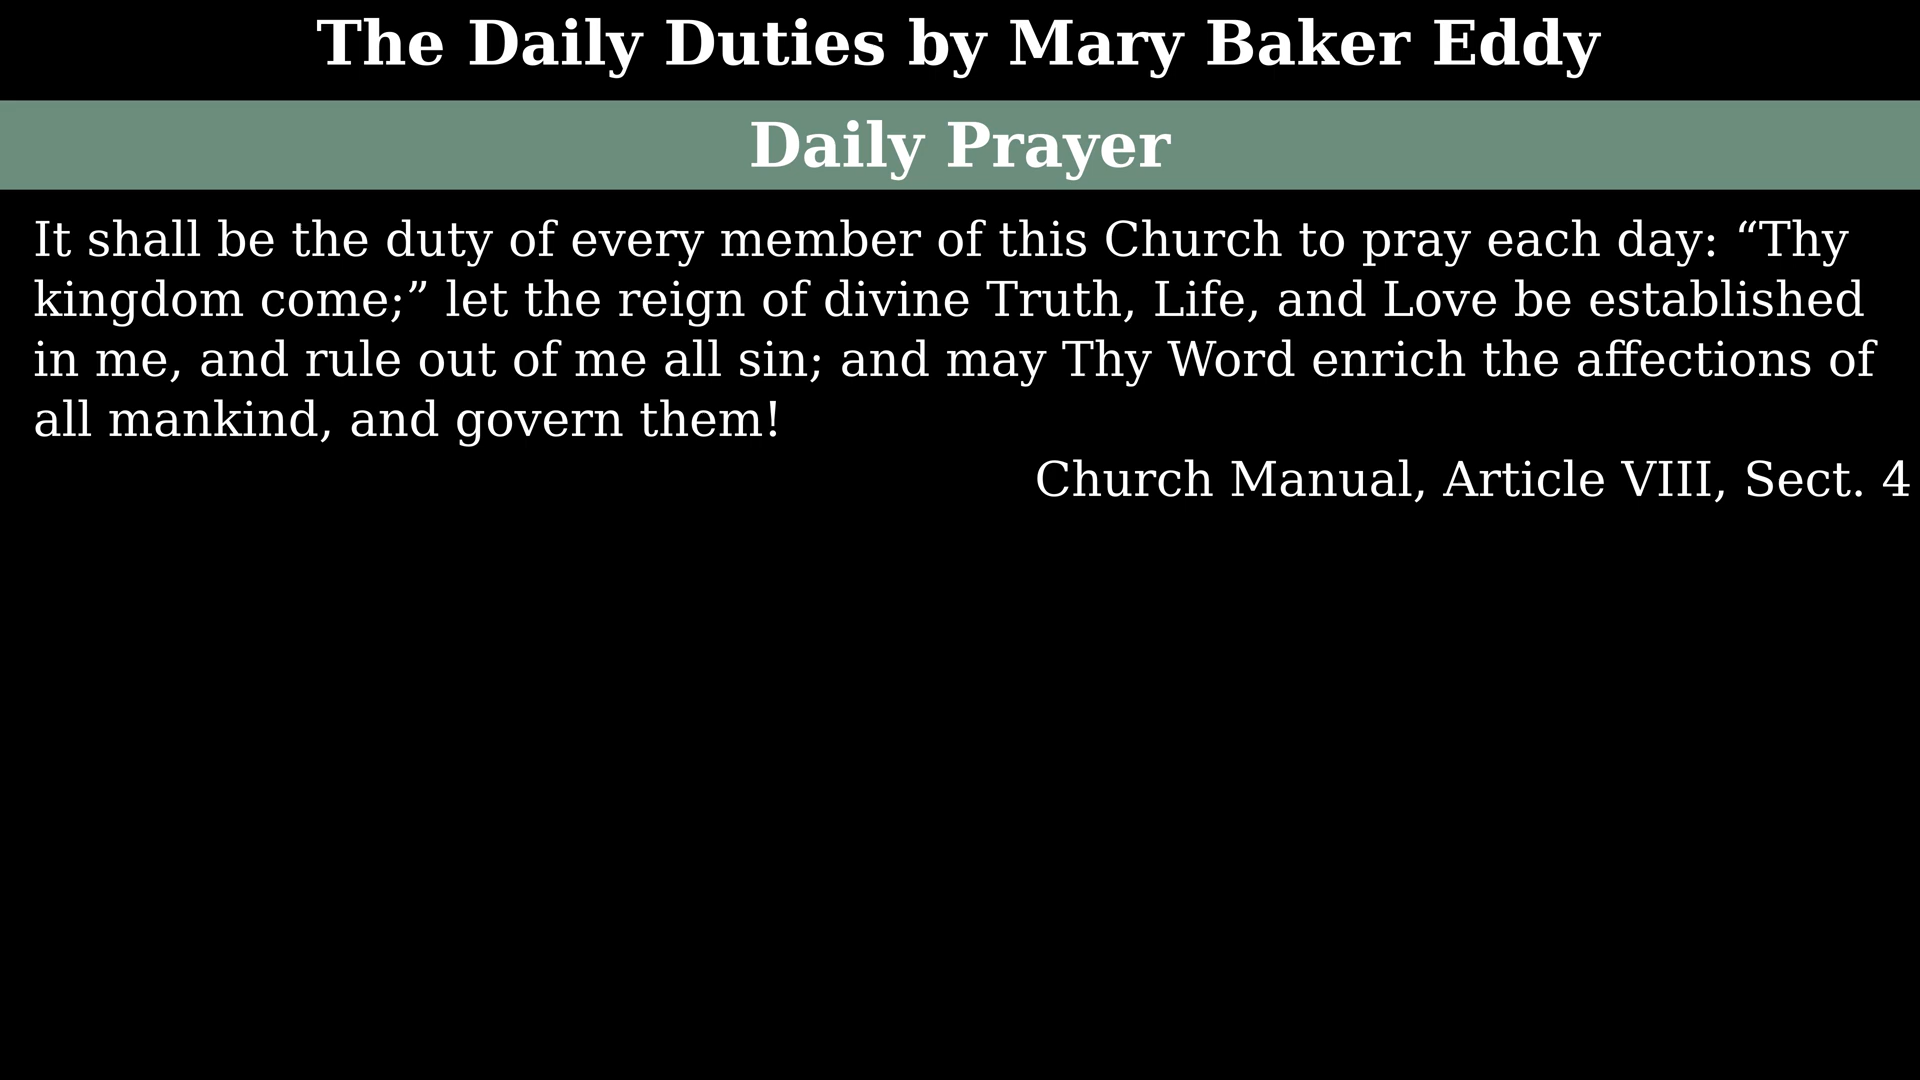 The Daily Duties by Mary Baker Eddy
Daily Prayer
It shall be the duty of every member of this Church to pray each day: “Thy
kingdom come;” let the reign of divine Truth, Life, and Love be established
in me, and rule out of me all sin; and may Thy Word enrich the affections of
all mankind, and govern them!
Church Manual, Article VIII, Sect. 4